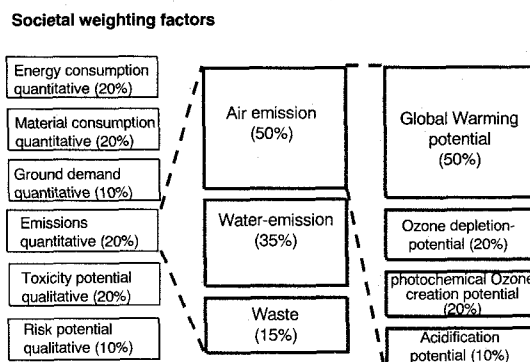 Societal weighting factors
Energy consumption
quantitative (20%)
Material consumption
quantitative (20%)
Ground demand
quantitative (10%)
Emissions
quantitative (20%)
Toxicity potential
qualitative (20%)
Risk potential
qualitative (10%)
Air emission
(50%)
Water-emission
(35%)
Waste
(15%)
Global Warming
potential
(50%)
Ozone depletion-
potential (20%)
photochemical Ozone
creation potential
(20%)
Acidification
potential (10%)